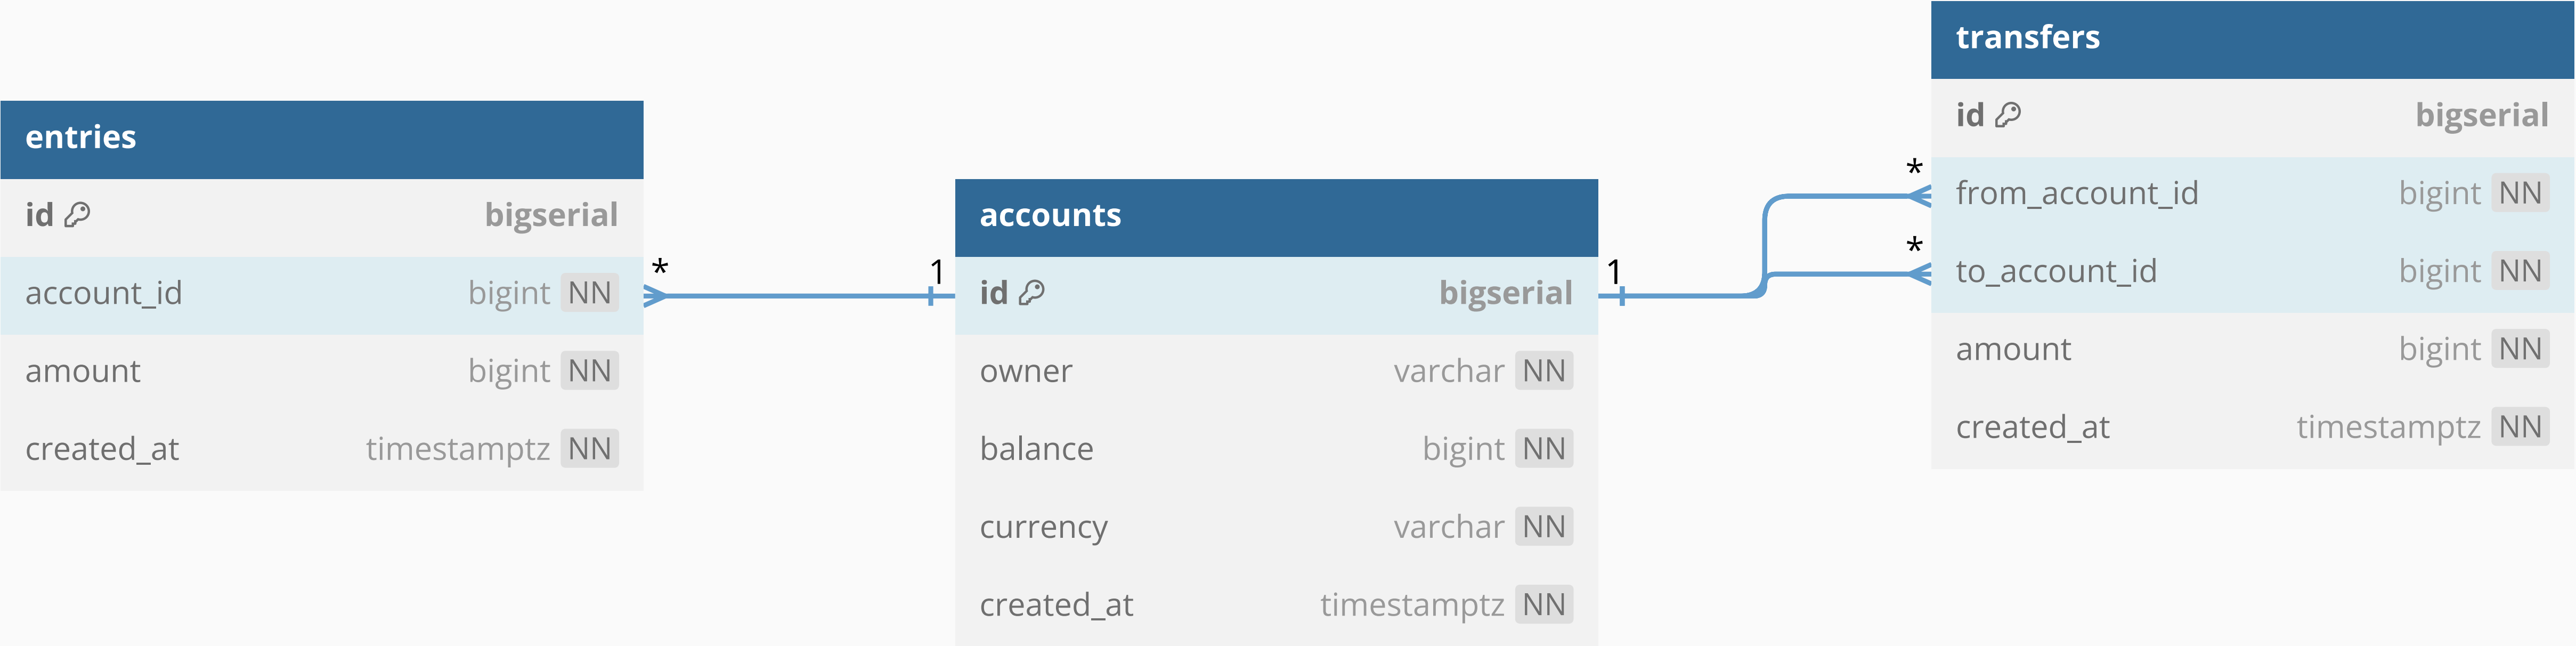 entries
id bigserial
account_id bigint NN
amount bigint NN
created_at timestamptz NN
* 1
accounts
id bigserial
owner varchar NN
balance bigint NN
currency varchar NN
created_at timestamptz NN
1 * *
transfers
id bigserial
from_account_id bigint NN
to_account_id bigint NN
amount bigint NN
created_at timestamptz NN